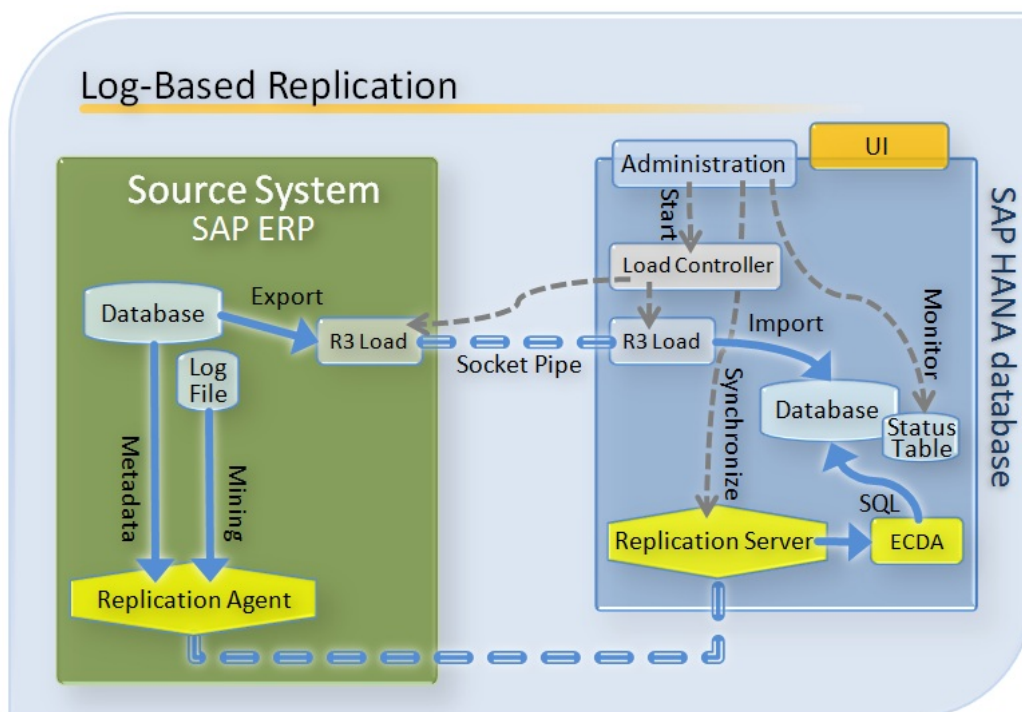 Log-Based Replication
UI
Administration
Source System
SAP ERP
Start
Load Controller
SAP HANA database
Database
Export
R3 Load
Socket Pipe
R3 Load
Import
Monitor
Log
File
Synchronize
Database
Status
Table
Metadata
Mining
SQL
Replication Server
ECDA
Replication Agent